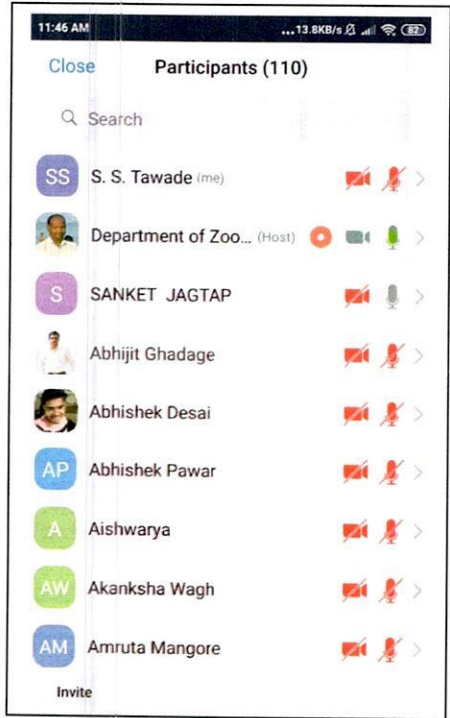 11:46 AM ...13.8KB/s 82
Close Participants (110)
Search
SS S. S. Tawade (me)
Department of Zoo... (Host)
S SANKET JAGTAP
Abhijit Ghadage
Abhishek Desai
AP Abhishek Pawar
A Aishwarya
AW Akanksha Wagh
AM Amruta Mangore
Invite